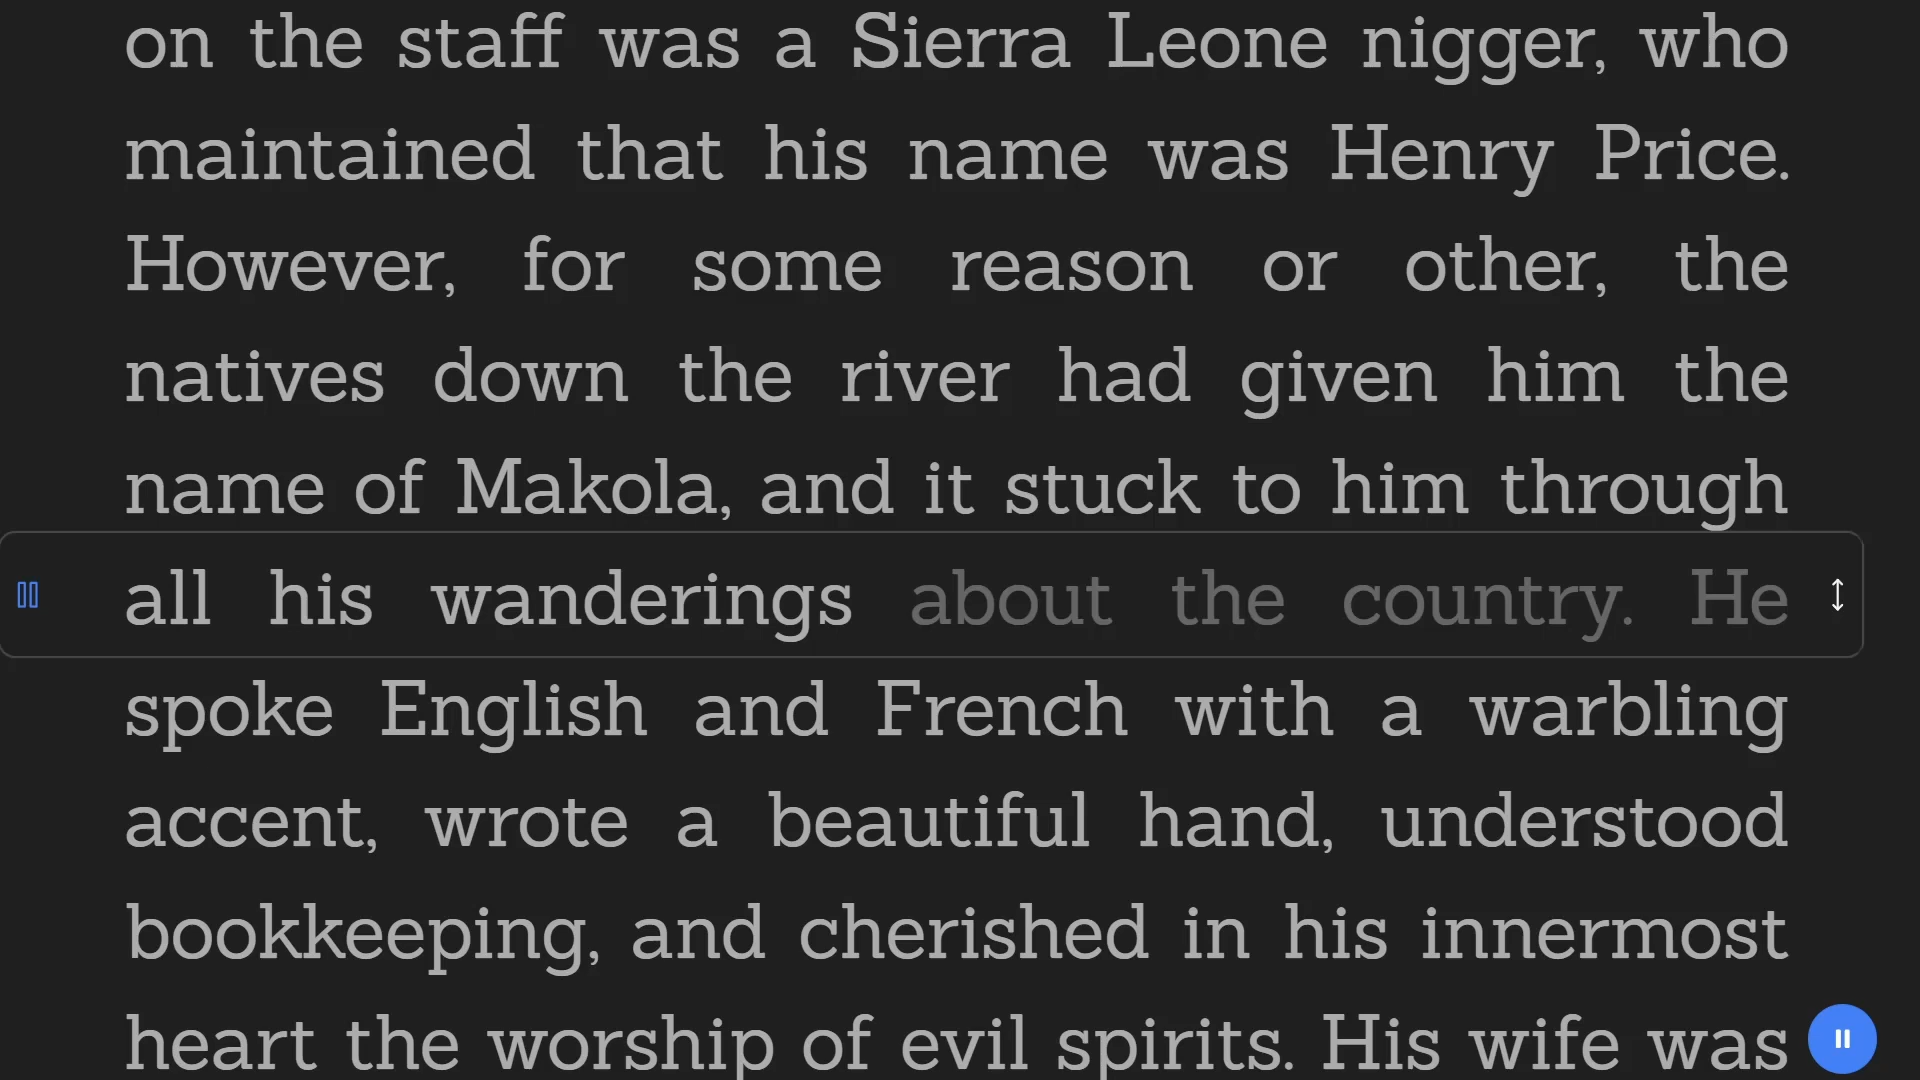 on the staff was a Sierra Leone nigger, who
maintained that his name was Henry Price.
However, for some reason or other, the
natives down the river had given him the
name of Makola, and it stuck to him through
all his wanderings about the country. He
spoke English and French with a warbling
accent, wrote a beautiful hand, understood
bookkeeping, and cherished in his innermost
heart the worship of evil spirits. His wife was